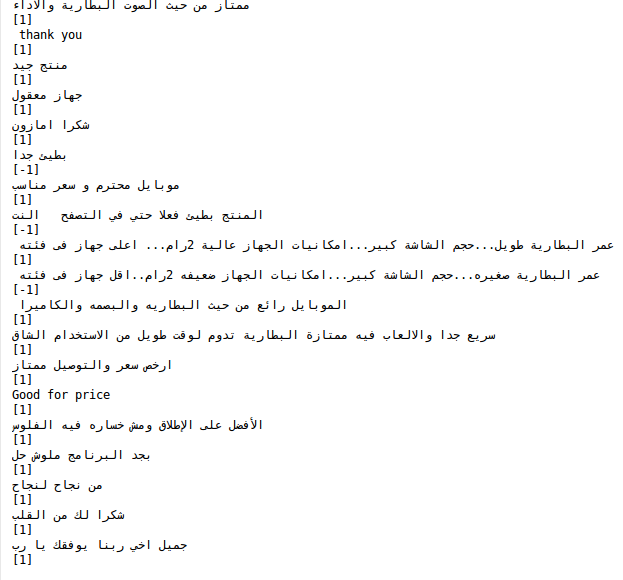 ممتاز من حيث الصوت البطارية والاداء
[1]
thank you
[1]
منتج جيد
[1]
جهاز معقول
[1]
شكرا امازون
[1]
بطيئ جدا
[-1]
موبايل محترم و سعر مناسب
[1]
المنتج بطيئ فعلا حتي في التصفح   النت
[-1]
عمر البطارية طويل...حجم الشاشة كبير...امكانيات الجهاز عالية 2رام... اعلى جهاز فى فئته
[1]
عمر البطارية صغيره...حجم الشاشة كبير...امكانيات الجهاز ضعيفه 2رام..اقل جهاز فى فئته
[-1]
الموبايل رائع من حيث البطاريه والبصمه والكاميرا
[1]
سريع جدا والالعاب فيه ممتازة البطارية تدوم لوقت طويل من الاستخدام الشاق
[1]
ارخص سعر والتوصيل ممتاز
[1]
Good for price
[1]
الأفضل على الإطلاق ومش خساره فيه الفلوس
[1]
بجد البرنامج ملوش حل
[1]
من نجاح لنجاح
[1]
شكرا لك من القلب
[1]
جميل اخي ربنا يوفقك يا رب
[1]